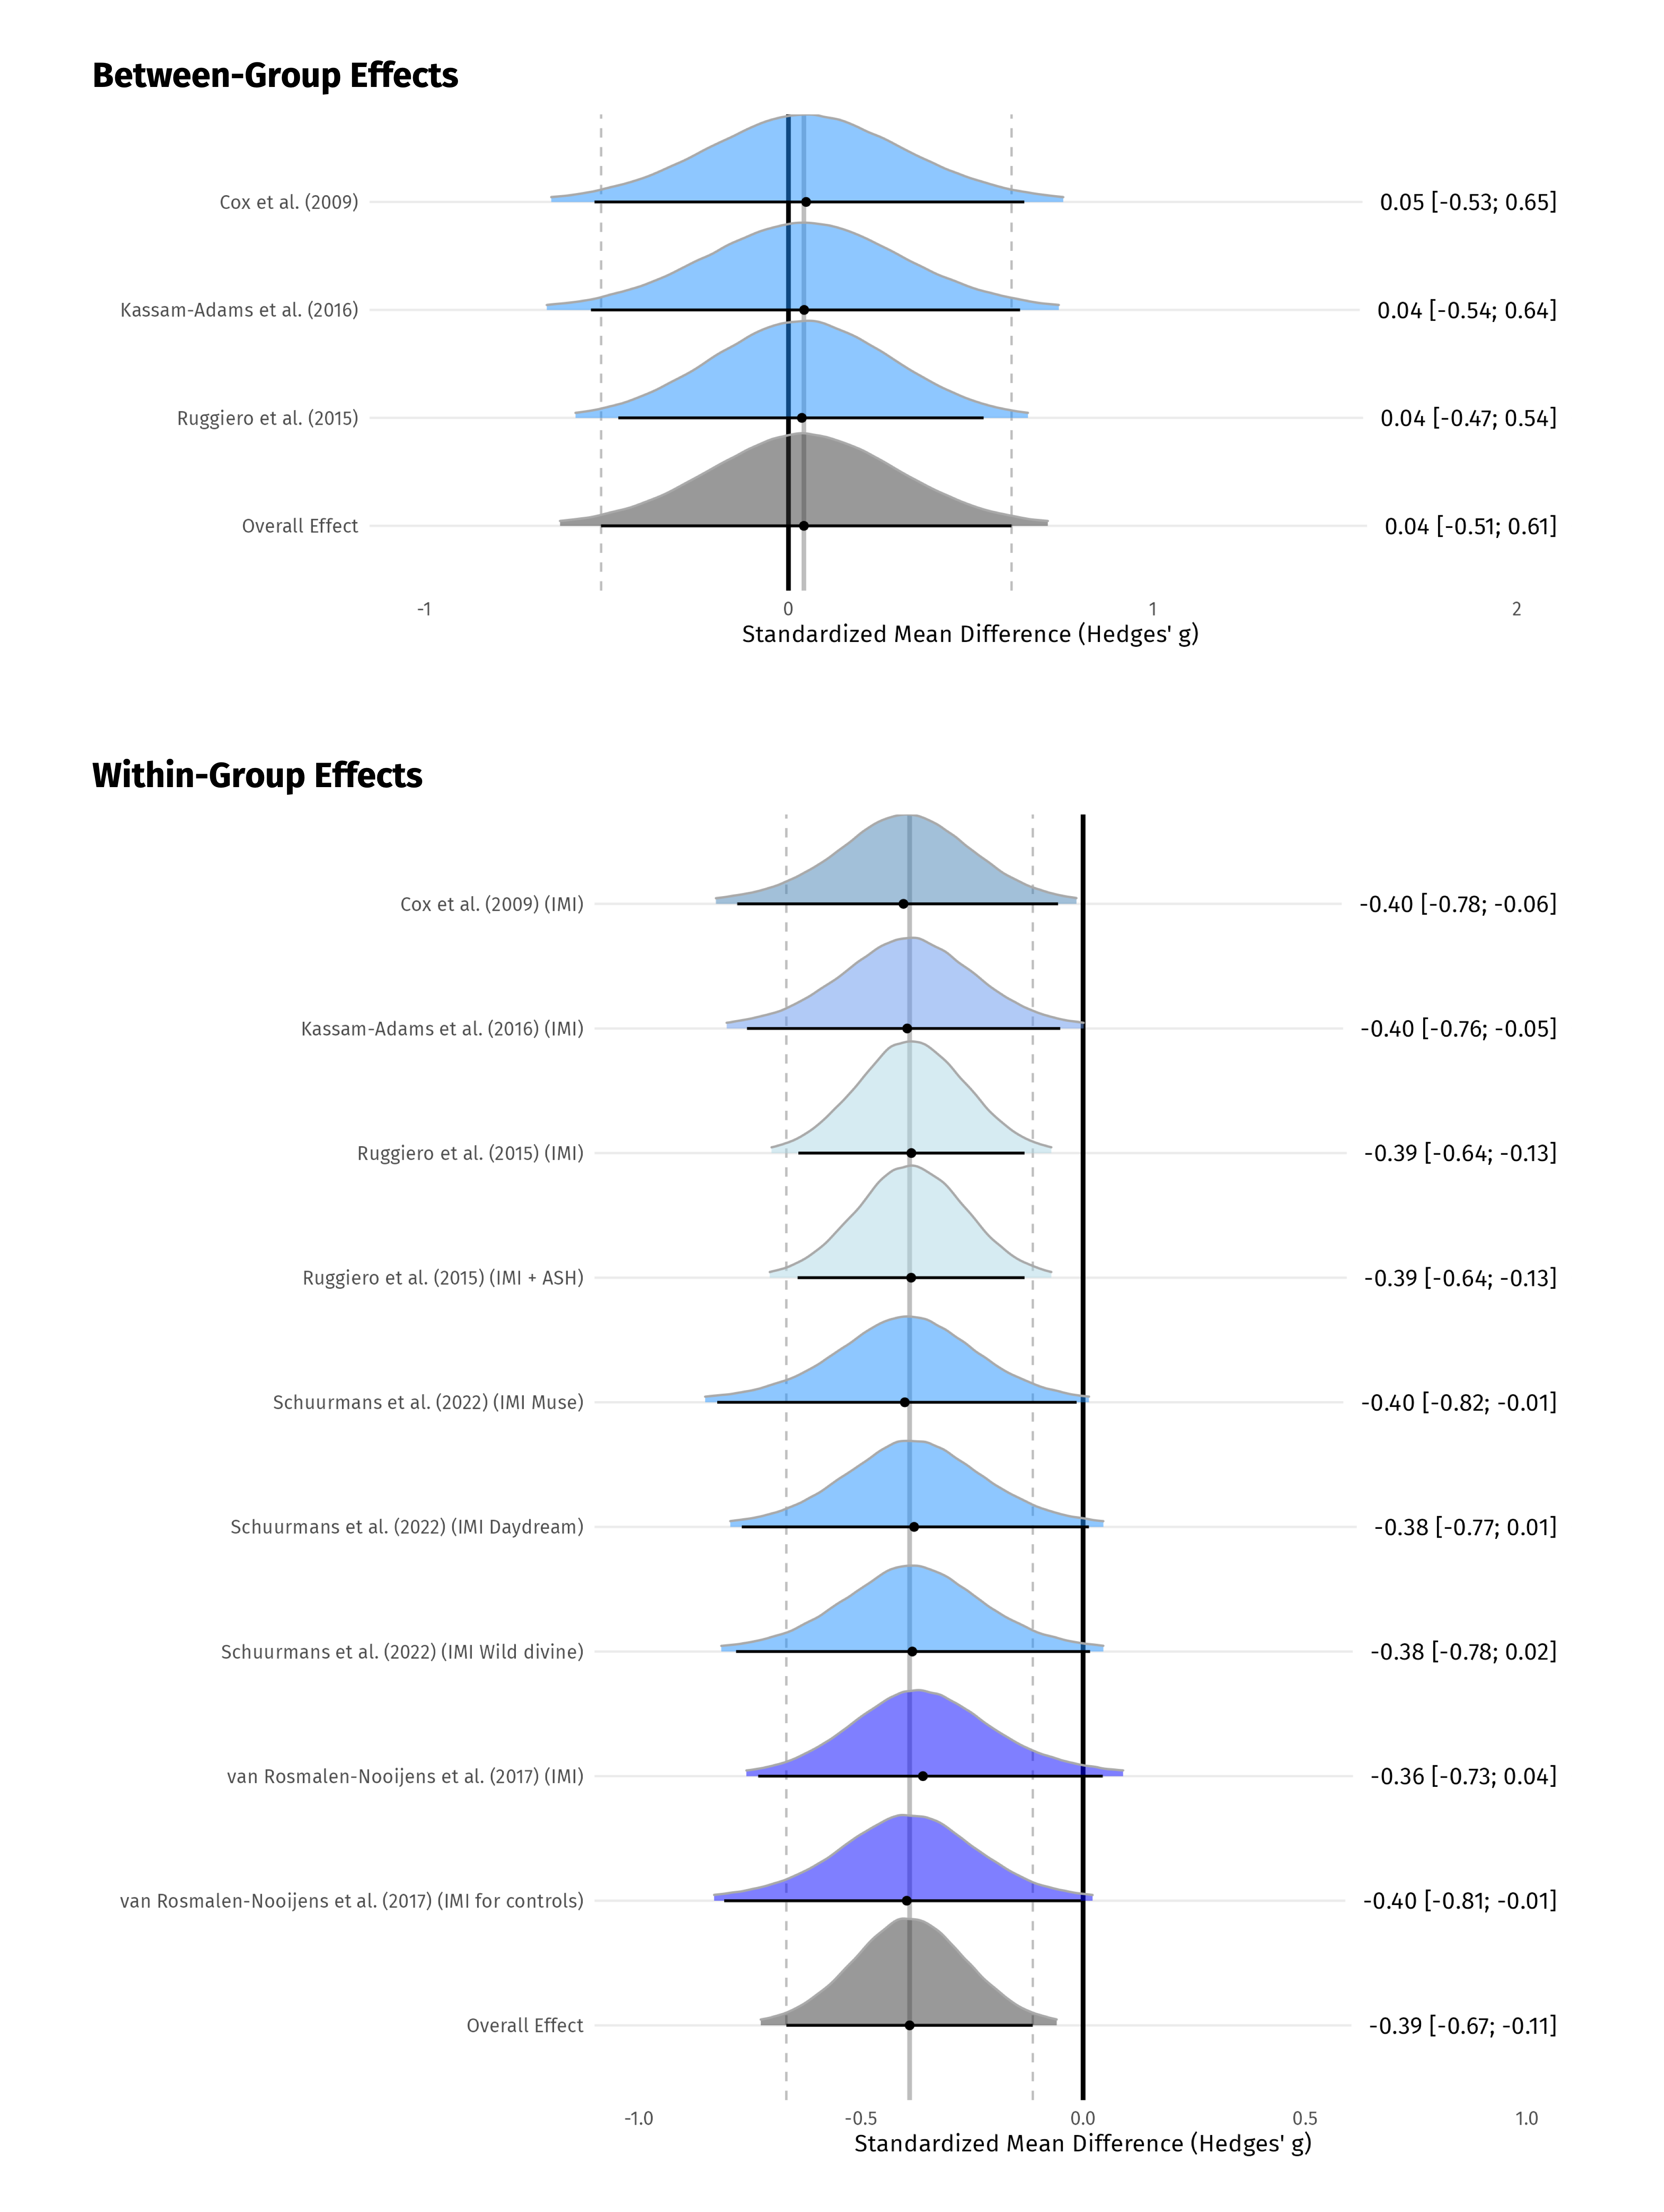 Between-Group Effects
Cox et al. (2009) 0.05 [-0.53; 0.65]
Kassam-Adams et al. (2016) 0.04 [-0.54; 0.64]
Ruggiero et al. (2015) 0.04 [-0.47; 0.54]
Overall Effect 0.04 [-0.51; 0.61]
-1 0 1 2
Standardized Mean Difference (Hedges' g)
Within-Group Effects
Cox et al. (2009) (IMI) -0.40 [-0.78; -0.06]
Kassam-Adams et al. (2016) (IMI) -0.40 [-0.76; -0.05]
Ruggiero et al. (2015) (IMI) -0.39 [-0.64; -0.13]
Ruggiero et al. (2015) (IMI + ASH) -0.39 [-0.64; -0.13]
Schuurmans et al. (2022) (IMI Muse) -0.40 [-0.82; -0.01]
Schuurmans et al. (2022) (IMI Daydream) -0.38 [-0.77; 0.01]
Schuurmans et al. (2022) (IMI Wild divine) -0.38 [-0.78; 0.02]
van Rosmalen-Nooijens et al. (2017) (IMI) -0.36 [-0.73; 0.04]
van Rosmalen-Nooijens et al. (2017) (IMI for controls) -0.40 [-0.81; -0.01]
Overall Effect -0.39 [-0.67; -0.11]
-1.0 -0.5 0.0 0.5 1.0
Standardized Mean Difference (Hedges' g)